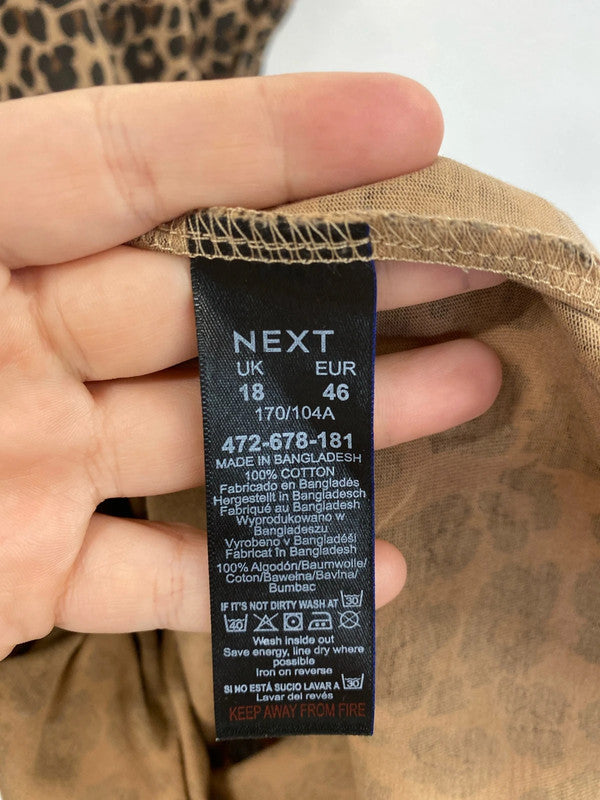 NEXT
UK EUR
18 46
170/104A
472-678-181
MADE IN BANGLADESH
100% COTTON
Fabricado en Bangladés
Hergestellt in Bangladesch
Fabriqué au Bangladesh
Wyprodukowano w
Bangladeszu
Vyrobeno v Bangladéši
Fabricat în Bangladesh
100% Algodón/Baumwolle/
Coton/Bawełna/Bavlna/
Bumbac
IF IT'S NOT DIRTY WASH AT 30
40
Wash inside out
Save energy, line dry where
possible
Iron on reverse
SI NO ESTÁ SUCIO LAVAR A 30
Lavar del revés
KEEP AWAY FROM FIRE